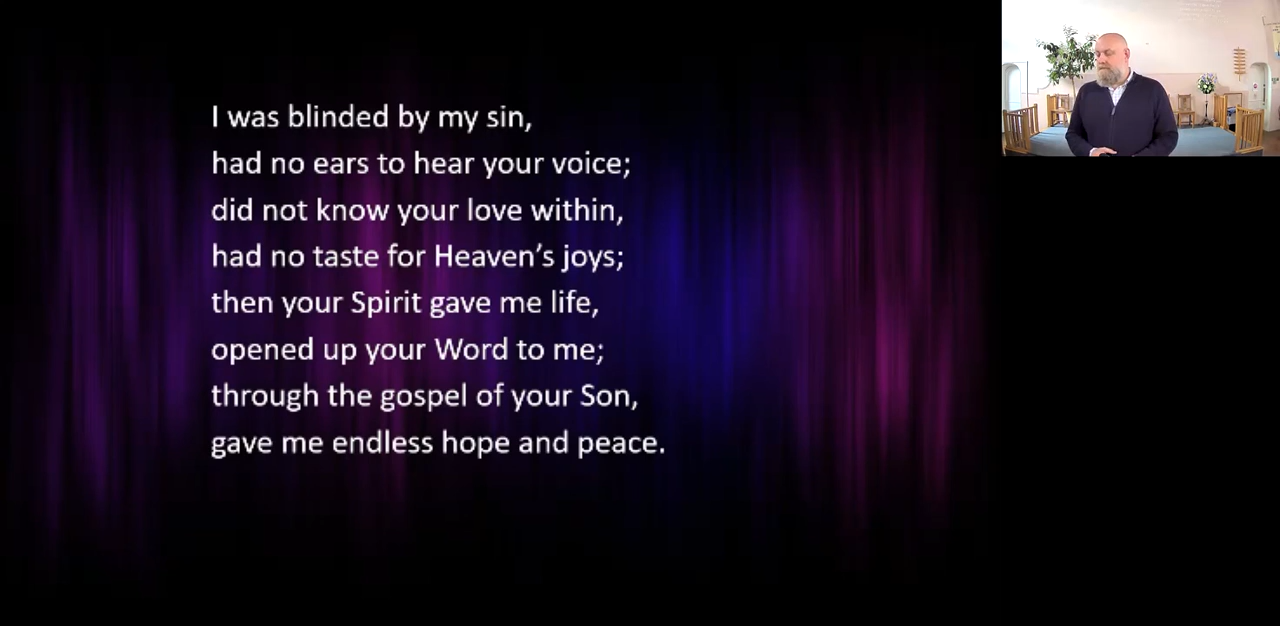 I was blinded by my sin,
had no ears to hear your voice;
did not know your love within,
had no taste for Heaven’s joys;
then your Spirit gave me life,
opened up your Word to me;
through the gospel of your Son,
gave me endless hope and peace.